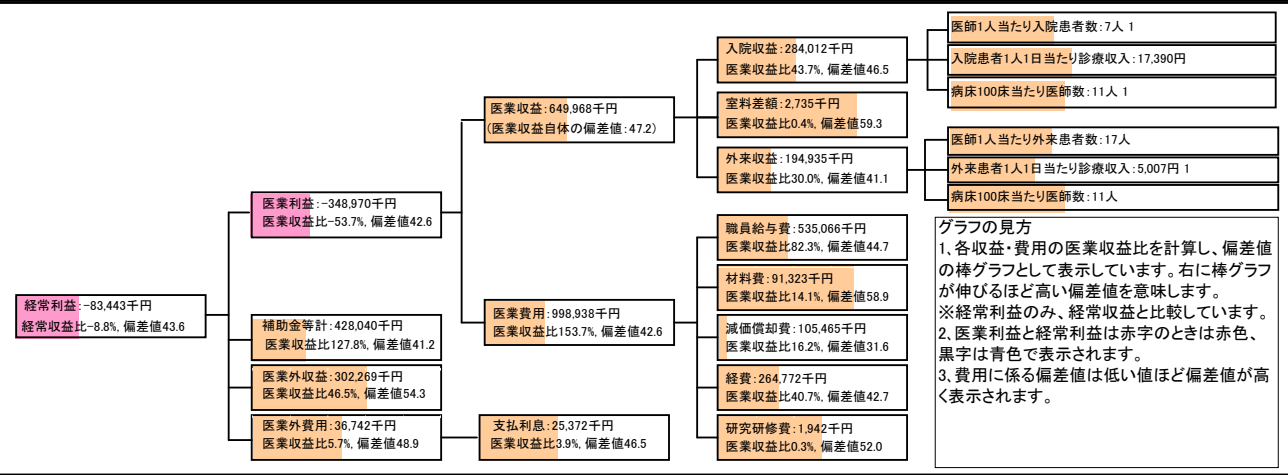 経常利益:-83,443千円
経常収益比-8.8%, 偏差値43.6
医業利益:-348,970千円
医業収益比-53.7%, 偏差値42.6
補助金等計:428,040千円
医業収益比127.8%, 偏差値41.2
医業外収益:302,269千円
医業収益比46.5%, 偏差値54.3
医業外費用:36,742千円
医業収益比5.7%, 偏差値48.9
医業収益:649,968千円
(医業収益自体の偏差値:47.2)
医業費用:998,938千円
医業収益比153.7%, 偏差値42.6
支払利息:25,372千円
医業収益比3.9%, 偏差値46.5
入院収益:284,012千円
医業収益比43.7%, 偏差値46.5
室料差額:2,735千円
医業収益比0.4%, 偏差値59.3
外来収益:194,935千円
医業収益比30.0%, 偏差値41.1
職員給与費:535,066千円
医業収益比82.3%, 偏差値44.7
材料費:91,323千円
医業収益比14.1%, 偏差値58.9
減価償却費:105,465千円
医業収益比16.2%, 偏差値31.6
経費:264,772千円
医業収益比40.7%, 偏差値42.7
研究研修費:1,942千円
医業収益比0.3%, 偏差値52.0
医師1人当たり入院患者数:7人 1
入院患者1人1日当たり診療収入:17,390円
病床100床当たり医師数:11人 1
医師1人当たり外来患者数:17人
外来患者1人1日当たり診療収入:5,007円 1
病床100床当たり医師数:11人
グラフの見方
1、各収益・費用の医業収益比を計算し、偏差値
の棒グラフとして表示しています。右に棒グラフ
が伸びるほど高い偏差値を意味します。
※経常利益のみ、経常収益と比較しています。
2、医業利益と経常利益は赤字のときは赤色、
黒字は青色で表示されます。
3、費用に係る偏差値は低い値ほど偏差値が高
く表示されます。